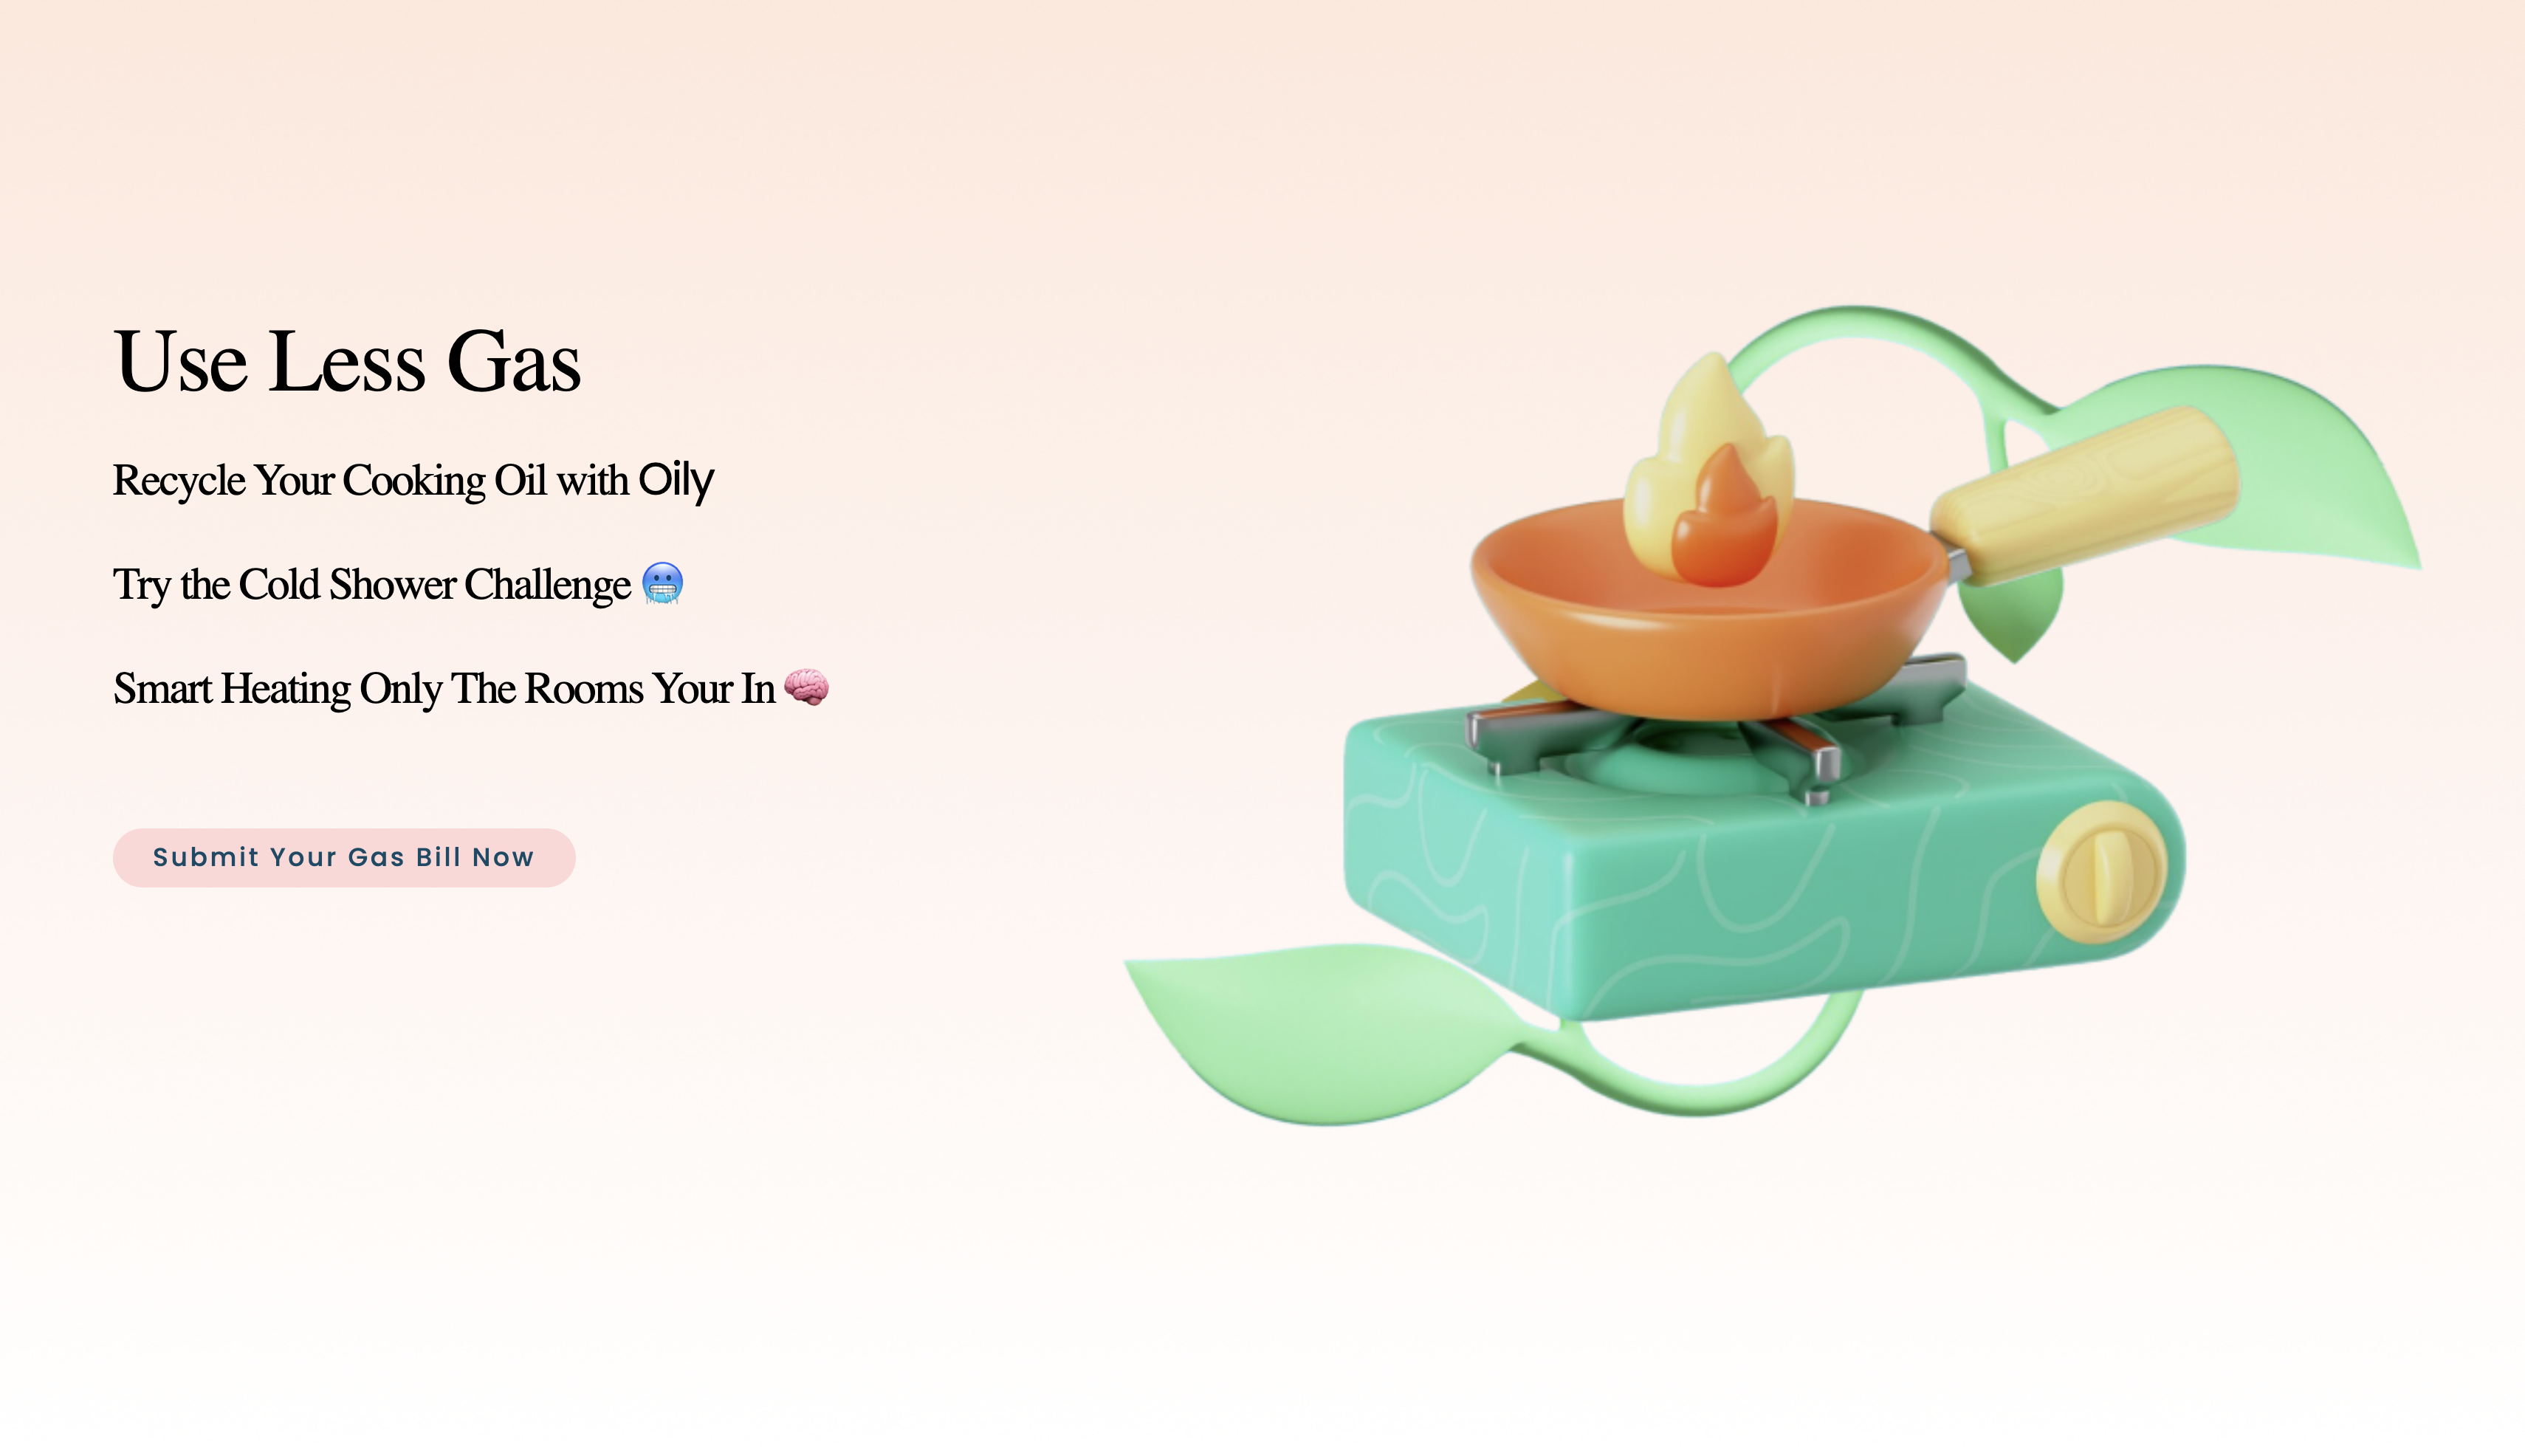 Use Less Gas
Recycle Your Cooking Oil with Oily
Try the Cold Shower Challenge 🥶
Smart Heating Only The Rooms Your In 🧠
Submit Your Gas Bill Now